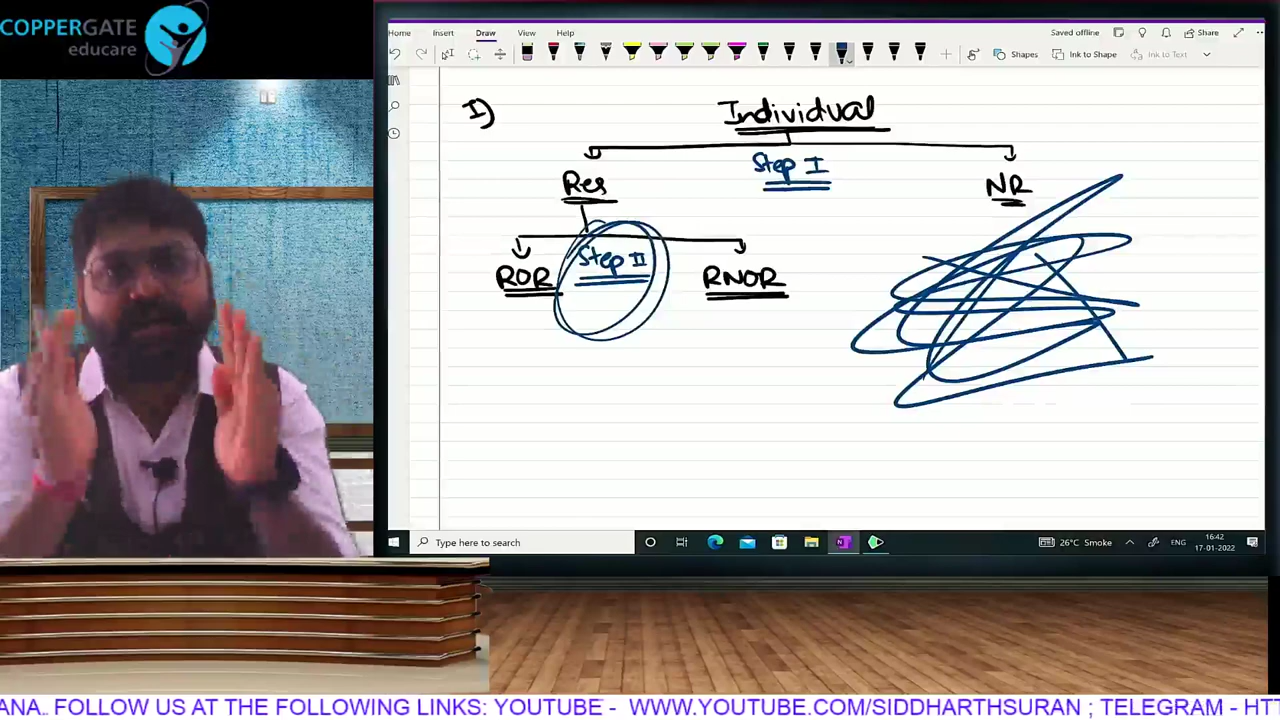 COPPERGATE
educare
Home Insert Draw View Help
Saved offline
Share
Shapes
Ink to Shape
Ink to Text
I) Individual
Step I
Res NR
Step II
ROR RNOR
Type here to search
26°C Smoke
ENG
16:42
17-01-2022
ANA.. FOLLOW US AT THE FOLLOWING LINKS: YOUTUBE - WWW.YOUTUBE.COM/SIDDHARTHSURAN ; TELEGRAM - HT